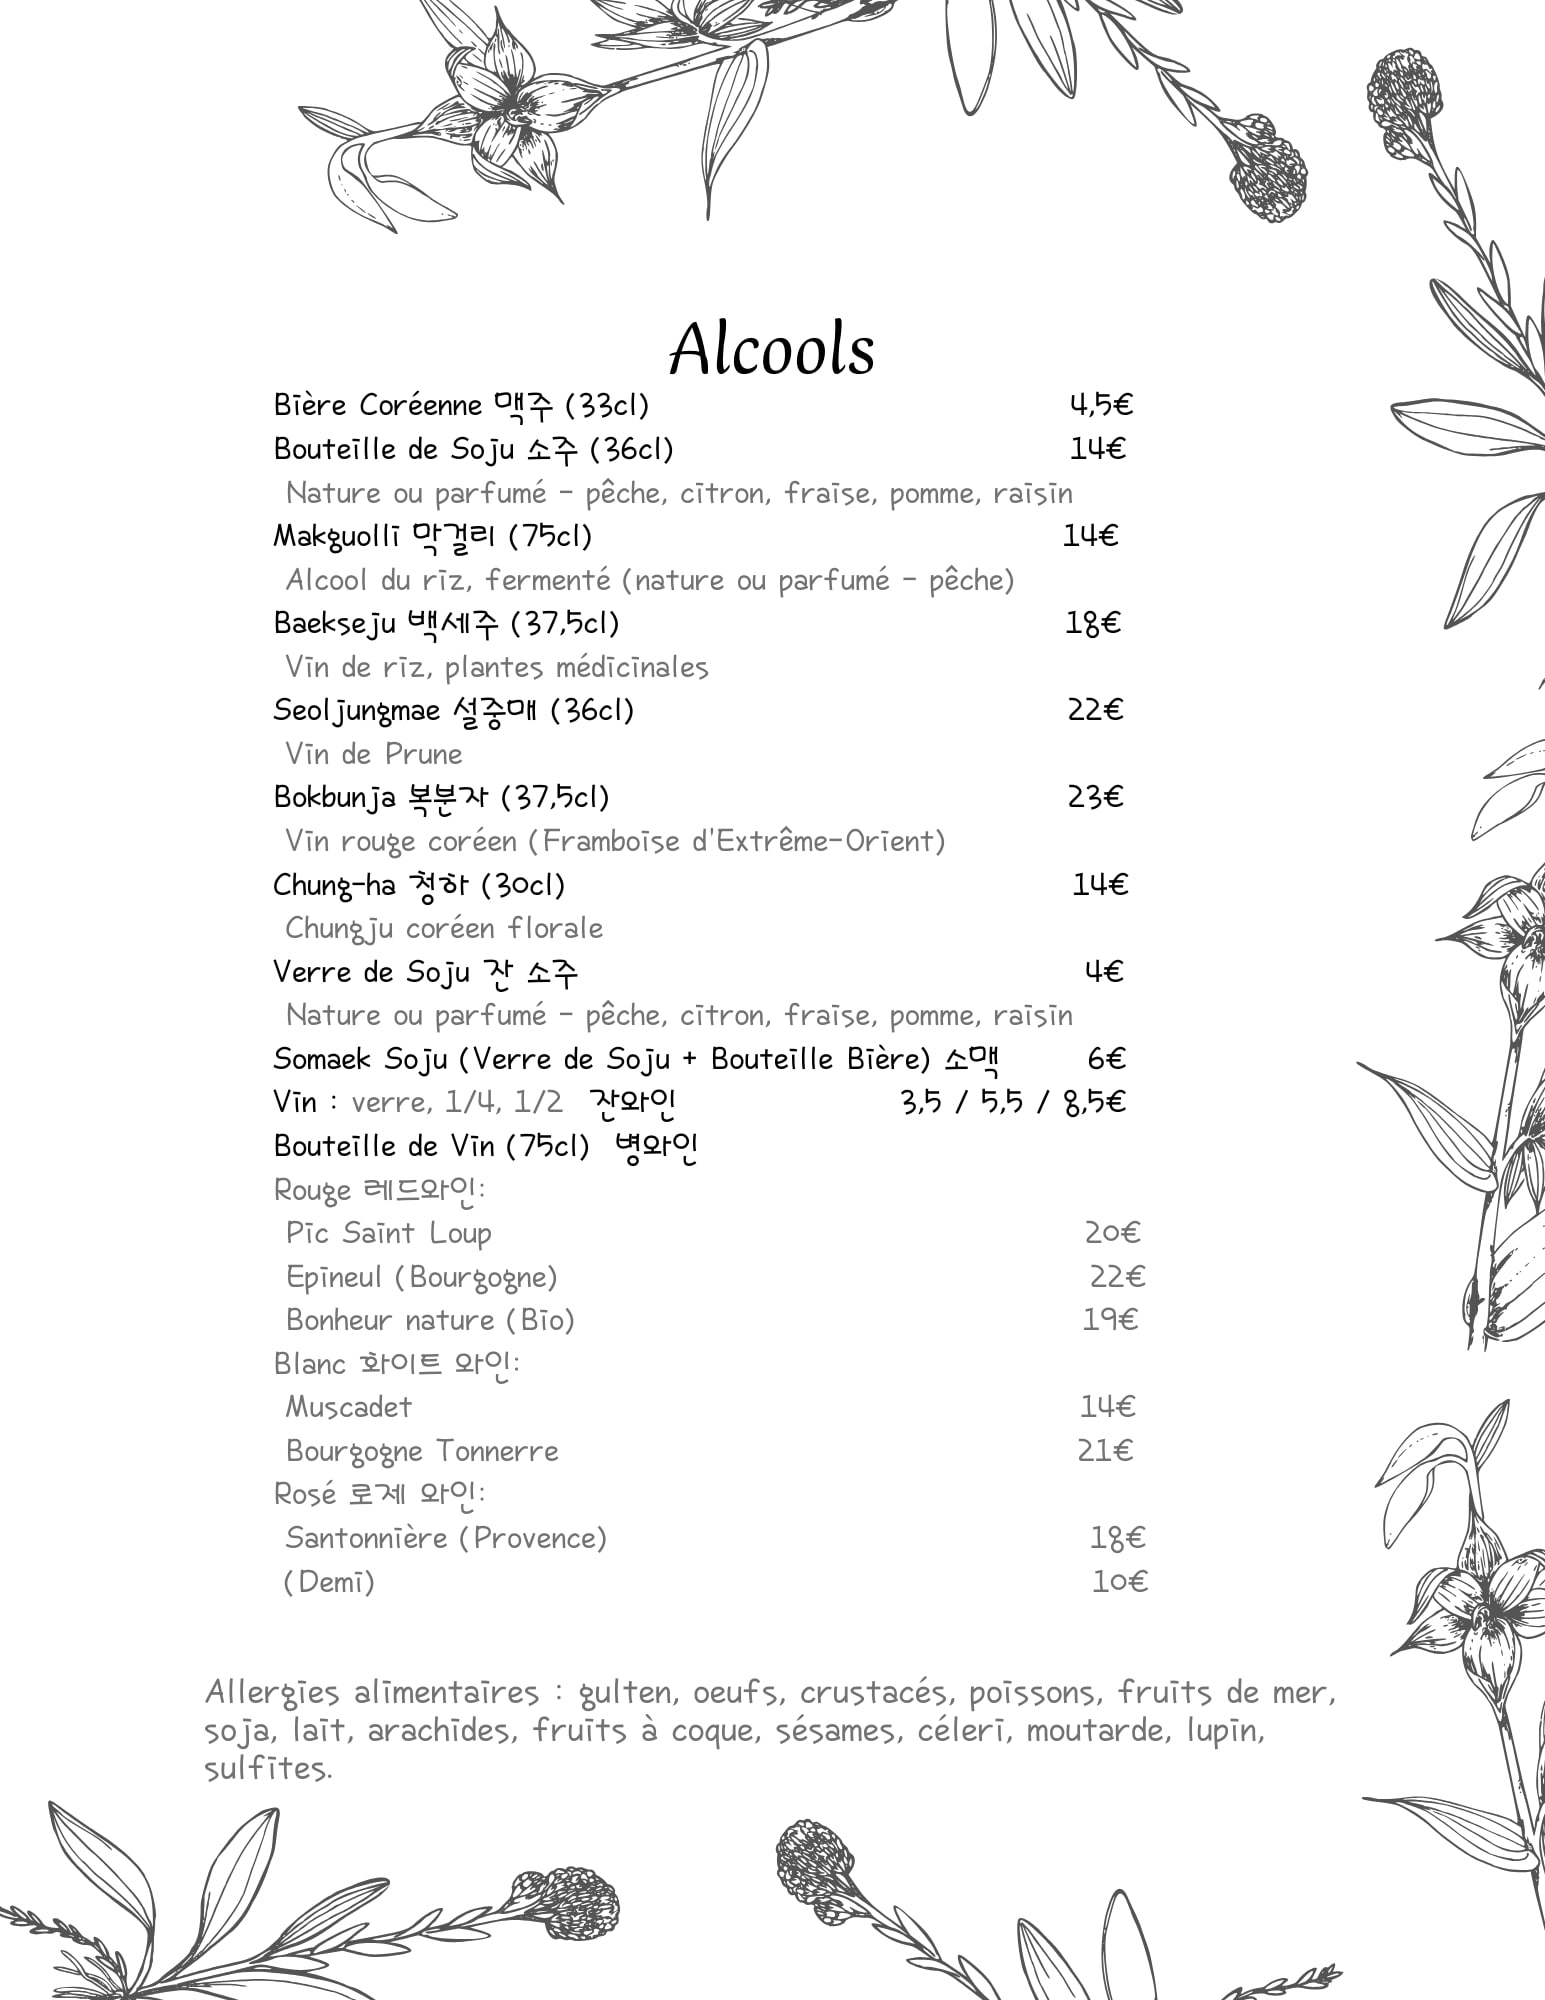 Alcools
Bière Coréenne 맥주 (33cl) 4,5€
Bouteille de Soju 소주 (36cl) 14€
Nature ou parfumé - pêche, citron, fraise, pomme, raisin
Makguolli 막걸리 (75cl) 14€
Alcool du riz, fermenté (nature ou parfumé - pêche)
Baekseju 백세주 (37,5cl) 18€
Vin de riz, plantes médicinales
Seoljungmae 설중매 (36cl) 22€
Vin de Prune
Bokbunja 복분자 (37,5cl) 23€
Vin rouge coréen (Framboise d'Extrême-Orient)
Chung-ha 청하 (30cl) 14€
Chungju coréen florale
Verre de Soju 잔 소주 4€
Nature ou parfumé - pêche, citron, fraise, pomme, raisin
Somaek Soju (Verre de Soju + Bouteille Bière) 소맥 6€
Vin : verre, 1/4, 1/2 잔와인 3,5 / 5,5 / 8,5€
Bouteille de Vin (75cl) 병와인
Rouge 레드와인:
Pic Saint Loup 20€
Epineul (Bourgogne) 22€
Bonheur nature (Bio) 19€
Blanc 화이트 와인:
Muscadet 14€
Bourgogne Tonnerre 21€
Rosé 로제 와인:
Santonnière (Provence) 18€
(Demi) 10€
Allergies alimentaires : gulten, oeufs, crustacés, poissons, fruits de mer,
soja, lait, arachides, fruits à coque, sésames, céleri, moutarde, lupin,
sulfites.